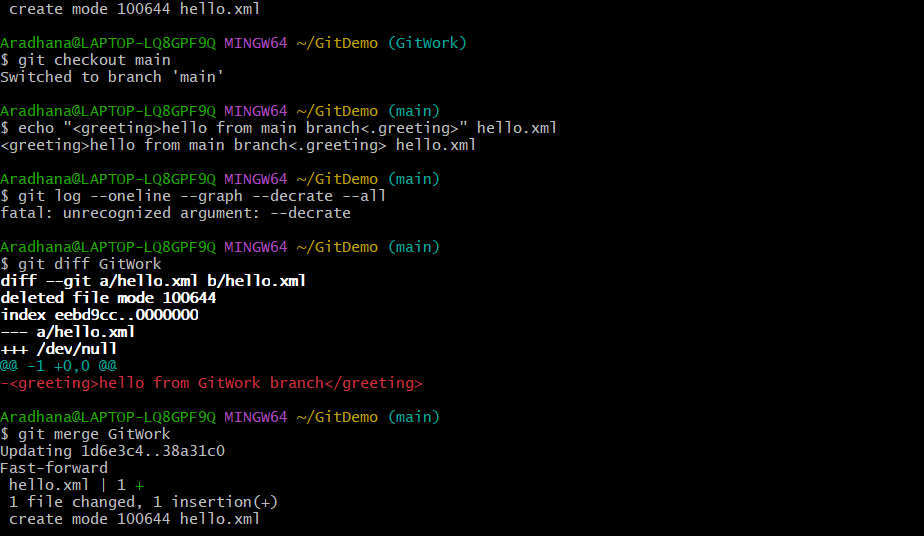 create mode 100644 hello.xml
Aradhana@LAPTOP-LQ8GPF9Q MINGW64 ~/GitDemo (GitWork)
$ git checkout main
Switched to branch 'main'
Aradhana@LAPTOP-LQ8GPF9Q MINGW64 ~/GitDemo (main)
$ echo "<greeting>hello from main branch<.greeting>" hello.xml
<greeting>hello from main branch<.greeting> hello.xml
Aradhana@LAPTOP-LQ8GPF9Q MINGW64 ~/GitDemo (main)
$ git log --oneline --graph --decrate --all
fatal: unrecognized argument: --decrate
Aradhana@LAPTOP-LQ8GPF9Q MINGW64 ~/GitDemo (main)
$ git diff GitWork
diff --git a/hello.xml b/hello.xml
deleted file mode 100644
index eebd9cc..0000000
--- a/hello.xml
+++ /dev/null
@@ -1 +0,0 @@
-<greeting>hello from GitWork branch</greeting>
Aradhana@LAPTOP-LQ8GPF9Q MINGW64 ~/GitDemo (main)
$ git merge GitWork
Updating 1d6e3c4..38a31c0
Fast-forward
hello.xml | 1 +
1 file changed, 1 insertion(+)
create mode 100644 hello.xml